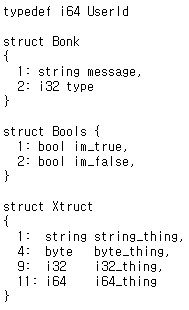 typedef i64 UserId

struct Bonk
{
  1: string message,
  2: i32 type
}

struct Bools {
  1: bool im_true,
  2: bool im_false,
}

struct Xtruct
{
  1:  string string_thing,
  4:  byte   byte_thing,
  9:  i32    i32_thing,
  11: i64    i64_thing
}